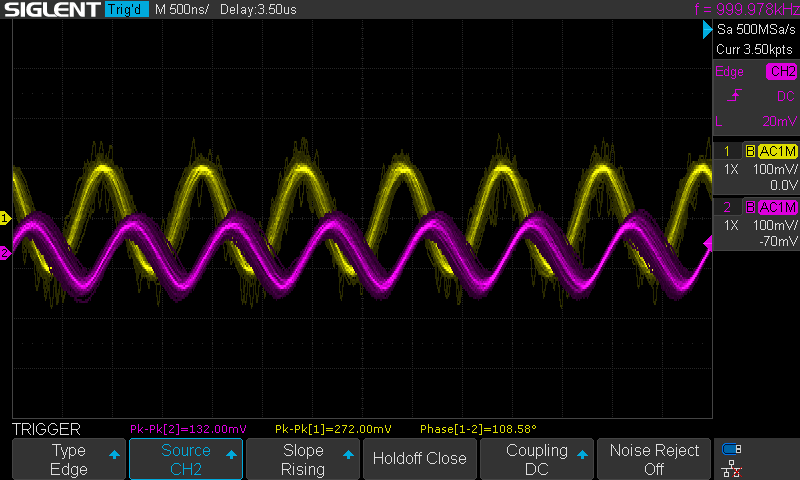 SIGLENT Trig'd M 500ns/ Delay:3.50us f = 999.978kHz
Sa 500MSa/s
Curr 3.50kpts
Edge CH2
DC
L 20mV
1 B AC1M
1X 100mV/
0.0V
2 B AC1M
1X 100mV/
-70mV
1
2
TRIGGER Pk-Pk[2]=132.00mV Pk-Pk[1]=272.00mV Phase[1-2]=108.58°
Type Source Slope Holdoff Close Coupling Noise Reject
Edge CH2 Rising DC Off